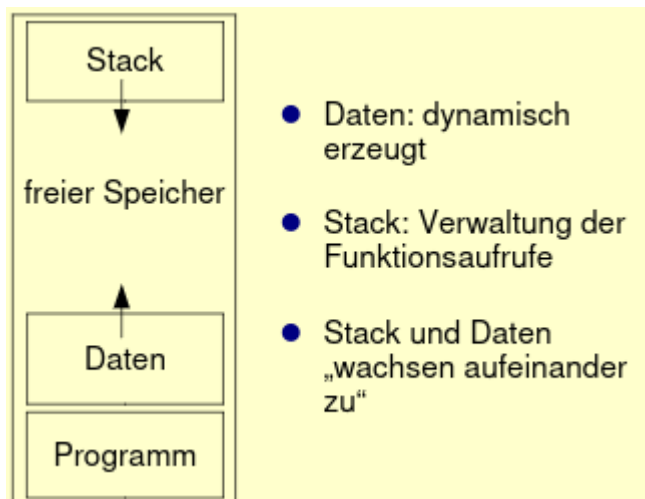 Stack
freier Speicher
Daten
Programm
Daten: dynamisch
erzeugt
Stack: Verwaltung der
Funktionsaufrufe
Stack und Daten
„wachsen aufeinander
zu“